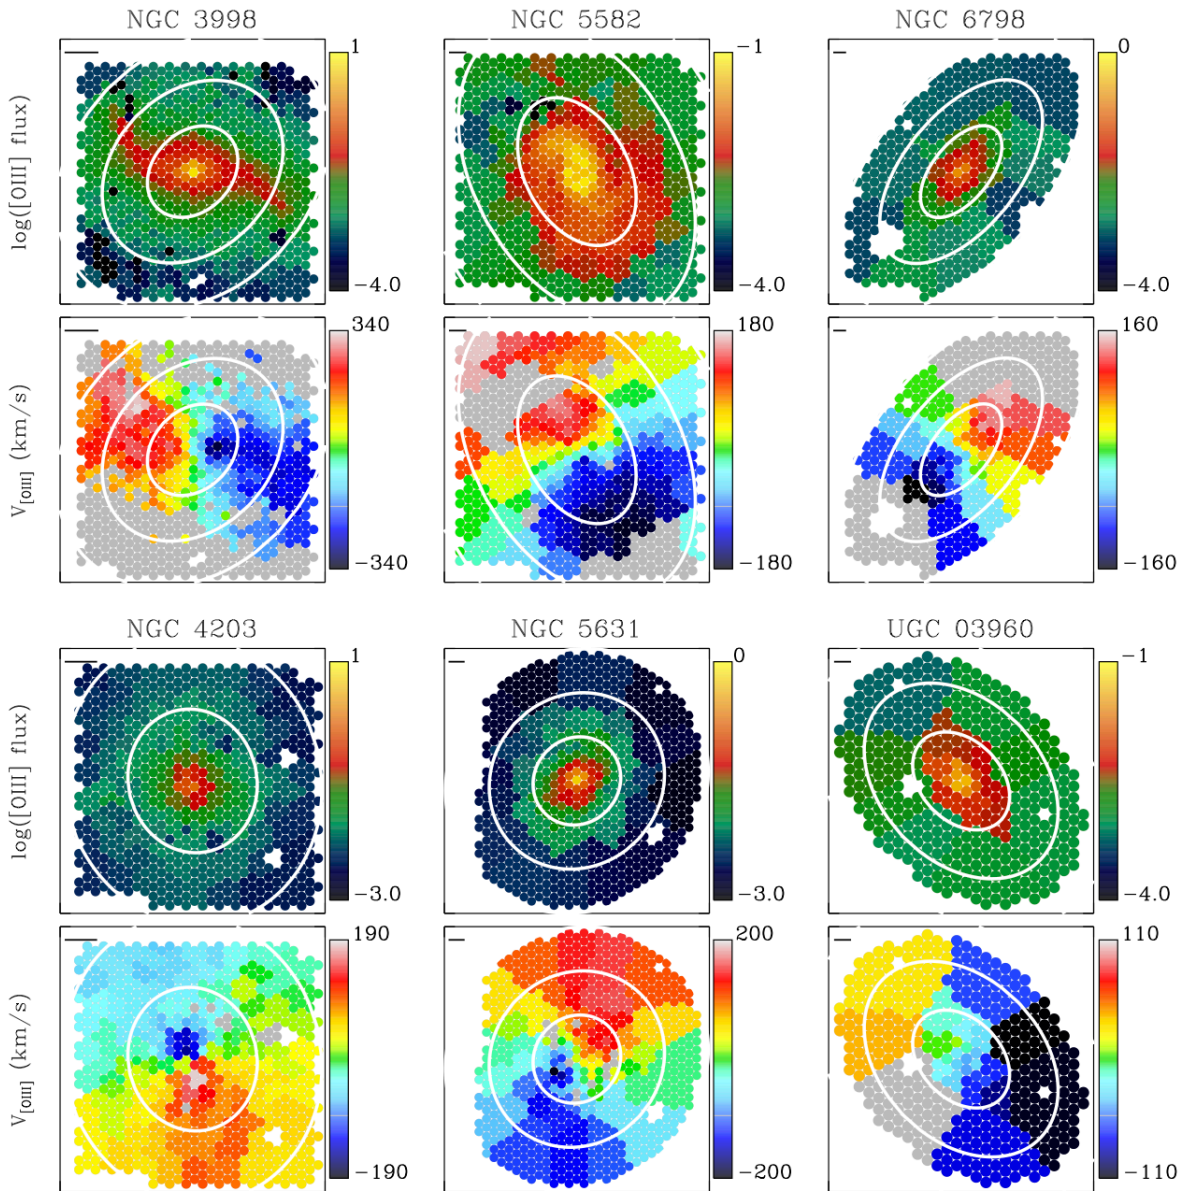 NGC 3998 NGC 5582 NGC 6798
log([OIII] flux)
1 -1 0
-4.0 -4.0 -4.0
V[OIII] (km/s)
340 180 160
-340 -180 -160
NGC 4203 NGC 5631 UGC 03960
log([OIII] flux)
1 0 -1
-3.0 -3.0 -4.0
V[OIII] (km/s)
190 200 110
-190 -200 -110